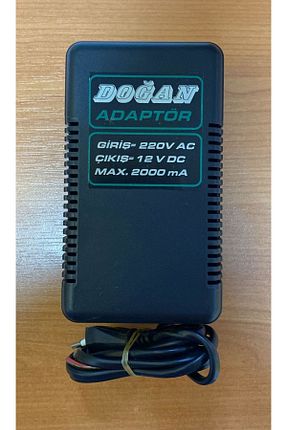 DOĞAN
ADAPTÖR
GİRİŞ= 220V AC
ÇIKIŞ= 12 V DC
MAX. 2000 mA